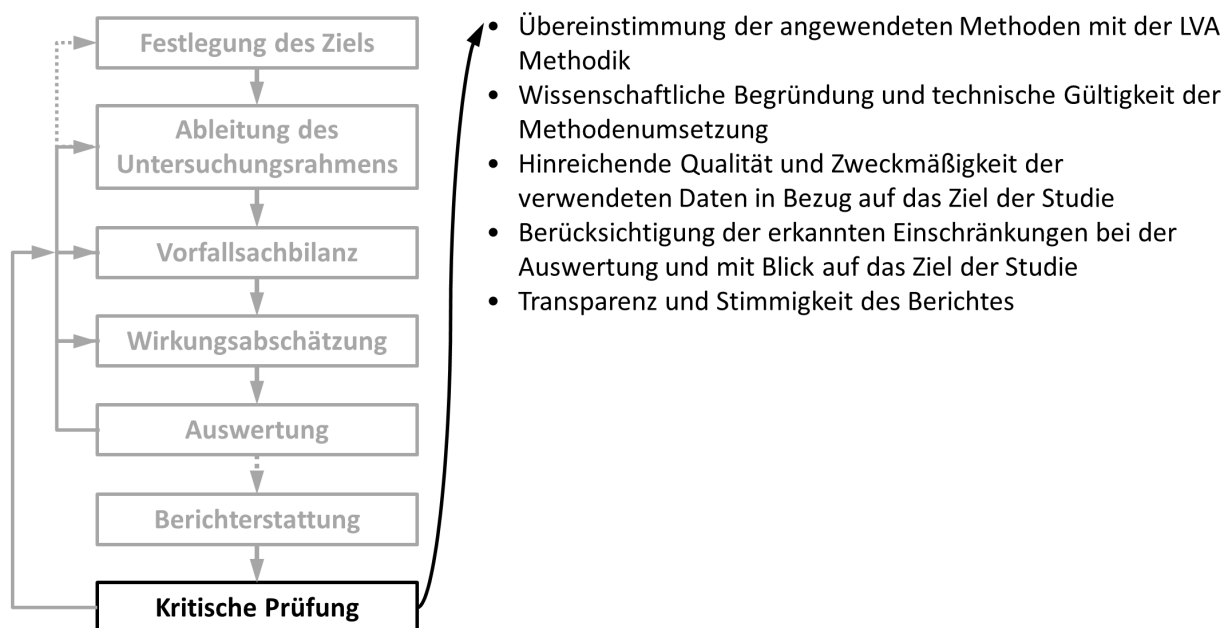 Festlegung des Ziels
Ableitung des
Untersuchungsrahmens
Vorfallsachbilanz
Wirkungsabschätzung
Auswertung
Berichterstattung
Kritische Prüfung
• Übereinstimmung der angewendeten Methoden mit der LVA
Methodik
• Wissenschaftliche Begründung und technische Gültigkeit der
Methodenumsetzung
• Hinreichende Qualität und Zweckmäßigkeit der
verwendeten Daten in Bezug auf das Ziel der Studie
• Berücksichtigung der erkannten Einschränkungen bei der
Auswertung und mit Blick auf das Ziel der Studie
• Transparenz und Stimmigkeit des Berichtes